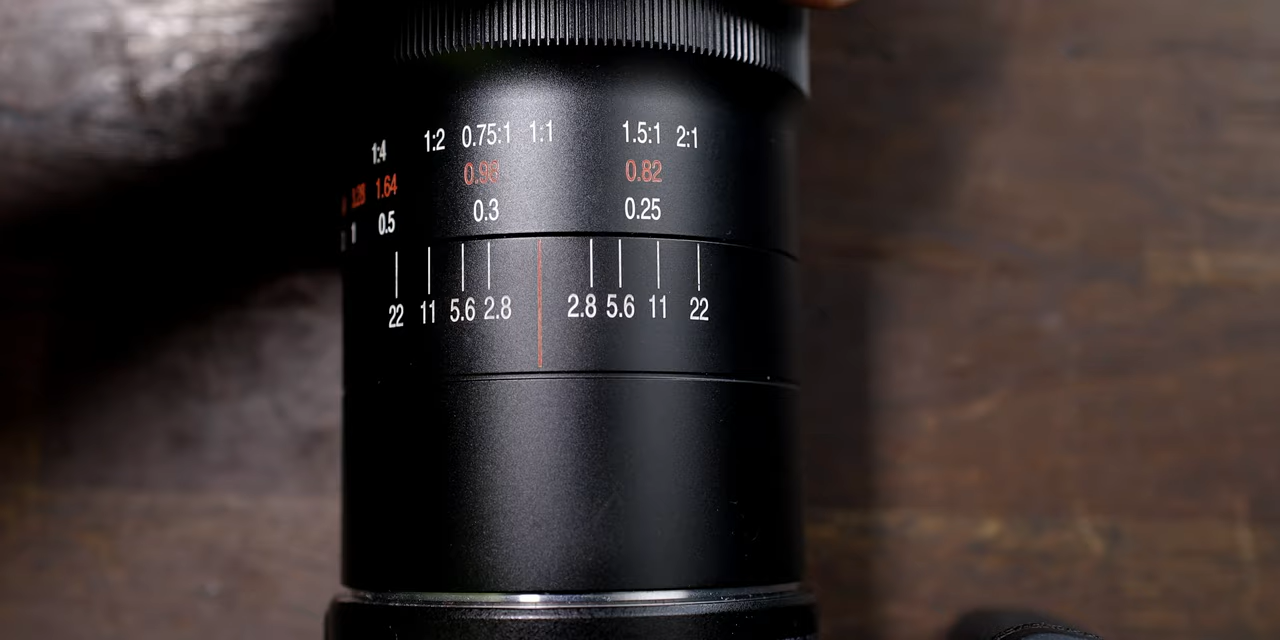 1:4 1:2 0.75:1 1:1 1.5:1 2:1
1.64 0.98 0.82
1 0.5 0.3 0.25
22 11 5.6 2.8 2.8 5.6 11 22